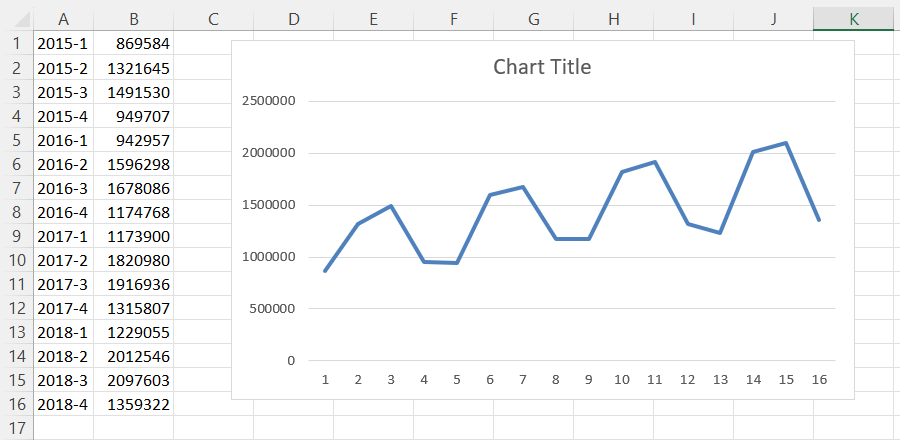 A B C D E F G H I J K
1 2015-1 869584
2 2015-2 1321645
3 2015-3 1491530
4 2015-4 949707
5 2016-1 942957
6 2016-2 1596298
7 2016-3 1678086
8 2016-4 1174768
9 2017-1 1173900
10 2017-2 1820980
11 2017-3 1916936
12 2017-4 1315807
13 2018-1 1229055
14 2018-2 2012546
15 2018-3 2097603
16 2018-4 1359322
17
Chart Title
2500000
2000000
1500000
1000000
500000
0
1 2 3 4 5 6 7 8 9 10 11 12 13 14 15 16